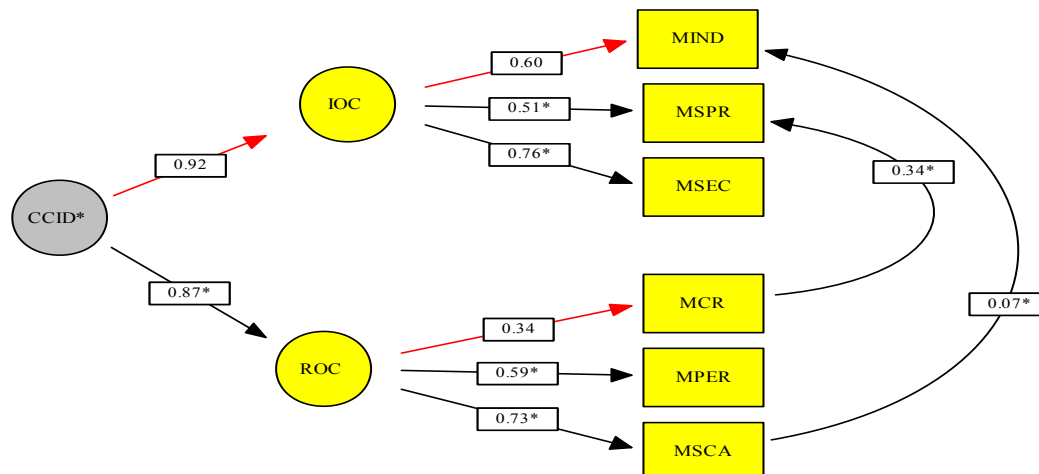 MIND
0.60
IOC
0.51*
MSPR
0.92
0.76*
MSEC
0.34*
CCID*
0.87*
MCR
0.07*
0.34
ROC
0.59*
MPER
0.73*
MSCA